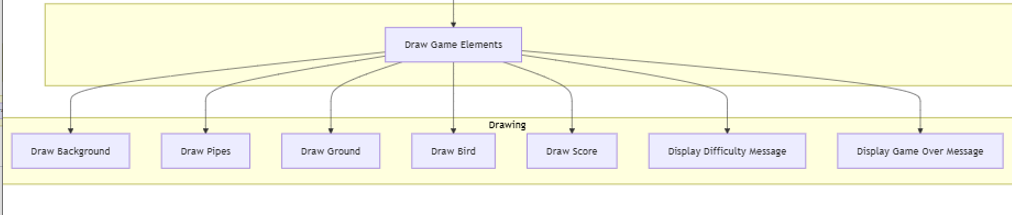 Draw Game Elements
Drawing
Draw Background
Draw Pipes
Draw Ground
Draw Bird
Draw Score
Display Difficulty Message
Display Game Over Message